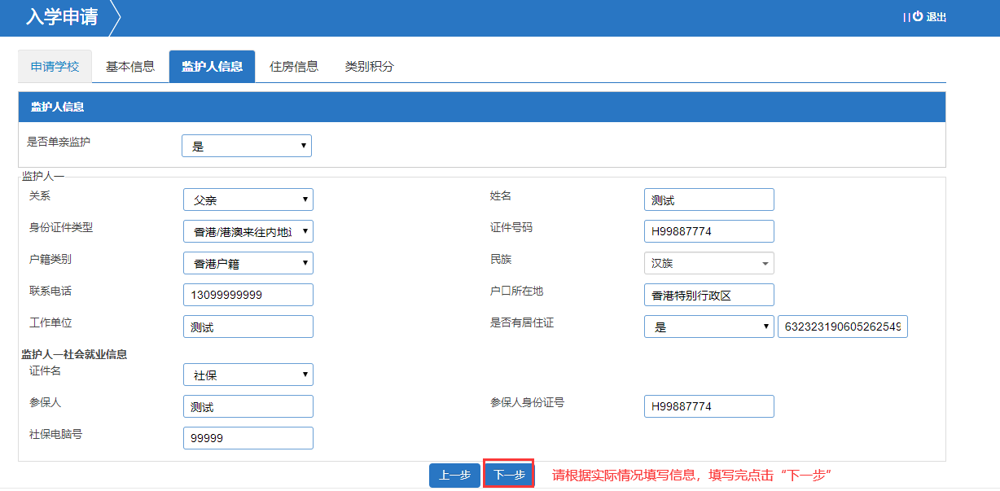 入学申请
||退出
申请学校 基本信息 监护人信息 住房信息 类别积分
监护人信息
是否单亲监护 是
监护人一
关系 父亲 姓名 测试
身份证件类型 香港/港澳来往内地 证件号码 H99887774
户籍类别 香港户籍 民族 汉族
联系电话 13099999999 户口所在地 香港特别行政区
工作单位 测试 是否有居住证 是 632323190605262549
监护人一社会就业信息
证件名 社保
参保人 测试 参保人身份证号 H99887774
社保电脑号 99999
上一步 下一步 请根据实际情况填写信息，填写完点击“下一步”